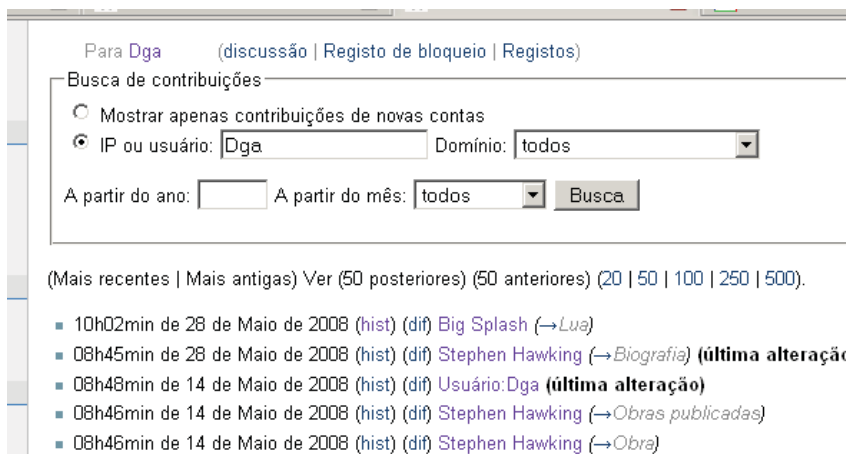 Para Dga (discussão | Registo de bloqueio | Registos)
Busca de contribuições
Mostrar apenas contribuições de novas contas
IP ou usuário: Dga Domínio: todos
A partir do ano: A partir do mês: todos Busca
(Mais recentes | Mais antigas) Ver (50 posteriores) (50 anteriores) (20 | 50 | 100 | 250 | 500).
10h02min de 28 de Maio de 2008 (hist) (dif) Big Splash (→Lua)
08h45min de 28 de Maio de 2008 (hist) (dif) Stephen Hawking (→Biografia) (última alteração
08h48min de 14 de Maio de 2008 (hist) (dif) Usuário:Dga (última alteração)
08h46min de 14 de Maio de 2008 (hist) (dif) Stephen Hawking (→Obras publicadas)
08h46min de 14 de Maio de 2008 (hist) (dif) Stephen Hawking (→Obra)